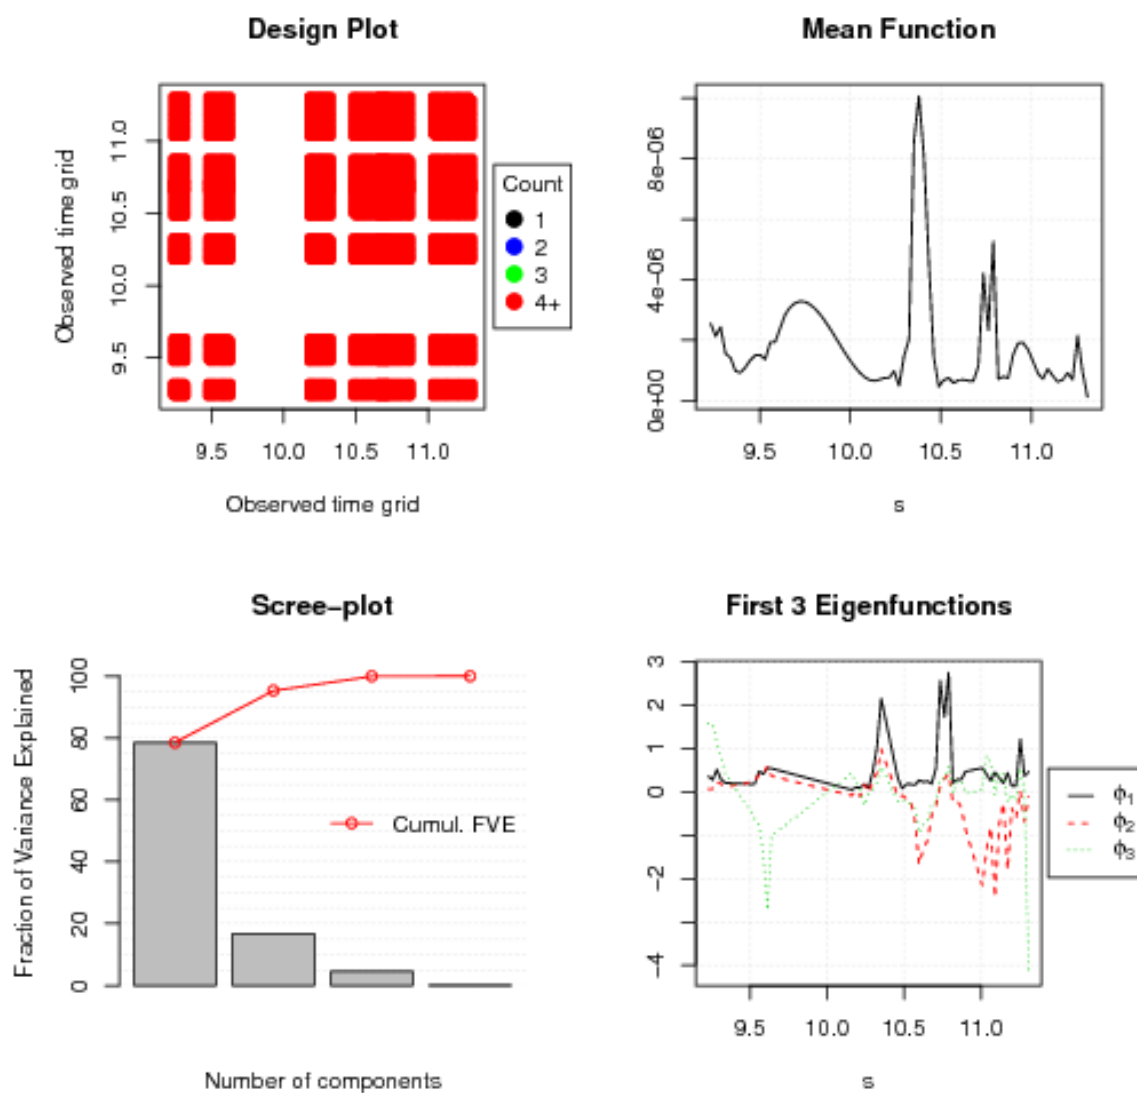 Design Plot
Observed time grid
9.5 10.0 10.5 11.0
9.5 10.0 10.5 11.0
Observed time grid
Count
1
2
3
4+
Mean Function
0e+00 4e-06 8e-06
9.5 10.0 10.5 11.0
s
Scree-plot
Fraction of Variance Explained
0 20 40 60 80 100
Cumul. FVE
Number of components
First 3 Eigenfunctions
-4 -2 0 1 2 3
9.5 10.0 10.5 11.0
s
ϕ1
ϕ2
ϕ3